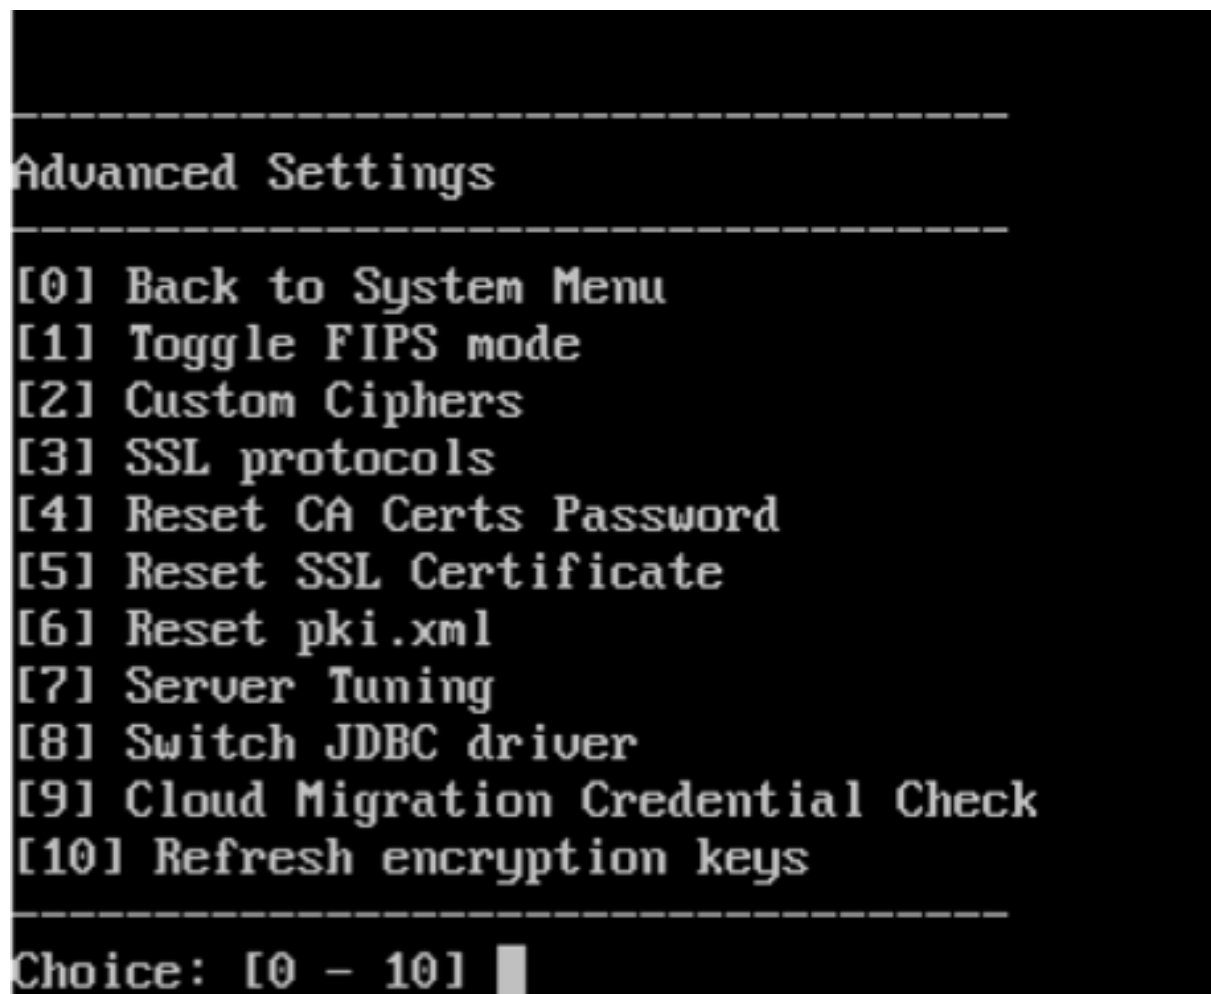 -----------------------------------
Advanced Settings
-----------------------------------
[0] Back to System Menu
[1] Toggle FIPS mode
[2] Custom Ciphers
[3] SSL protocols
[4] Reset CA Certs Password
[5] Reset SSL Certificate
[6] Reset pki.xml
[7] Server Tuning
[8] Switch JDBC driver
[9] Cloud Migration Credential Check
[10] Refresh encryption keys
-----------------------------------
Choice: [0 - 10]